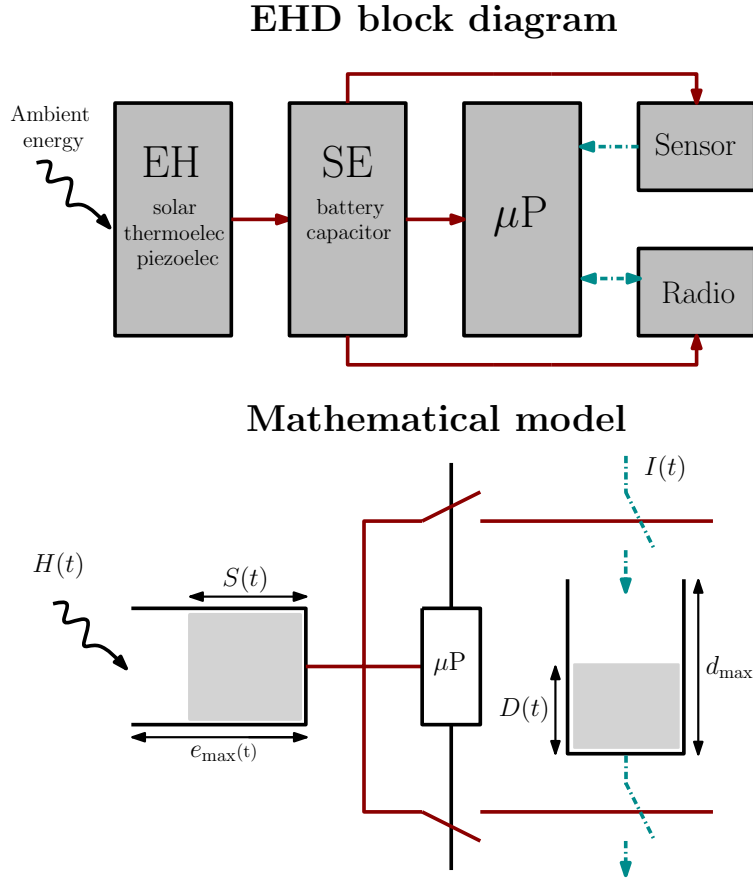 EHD block diagram
Ambient
energy
EH
solar
thermoelec
piezoelec
SE
battery
capacitor
μP
Sensor
Radio
Mathematical model
H(t)
S(t)
e_max(t)
μP
I(t)
D(t)
d_max